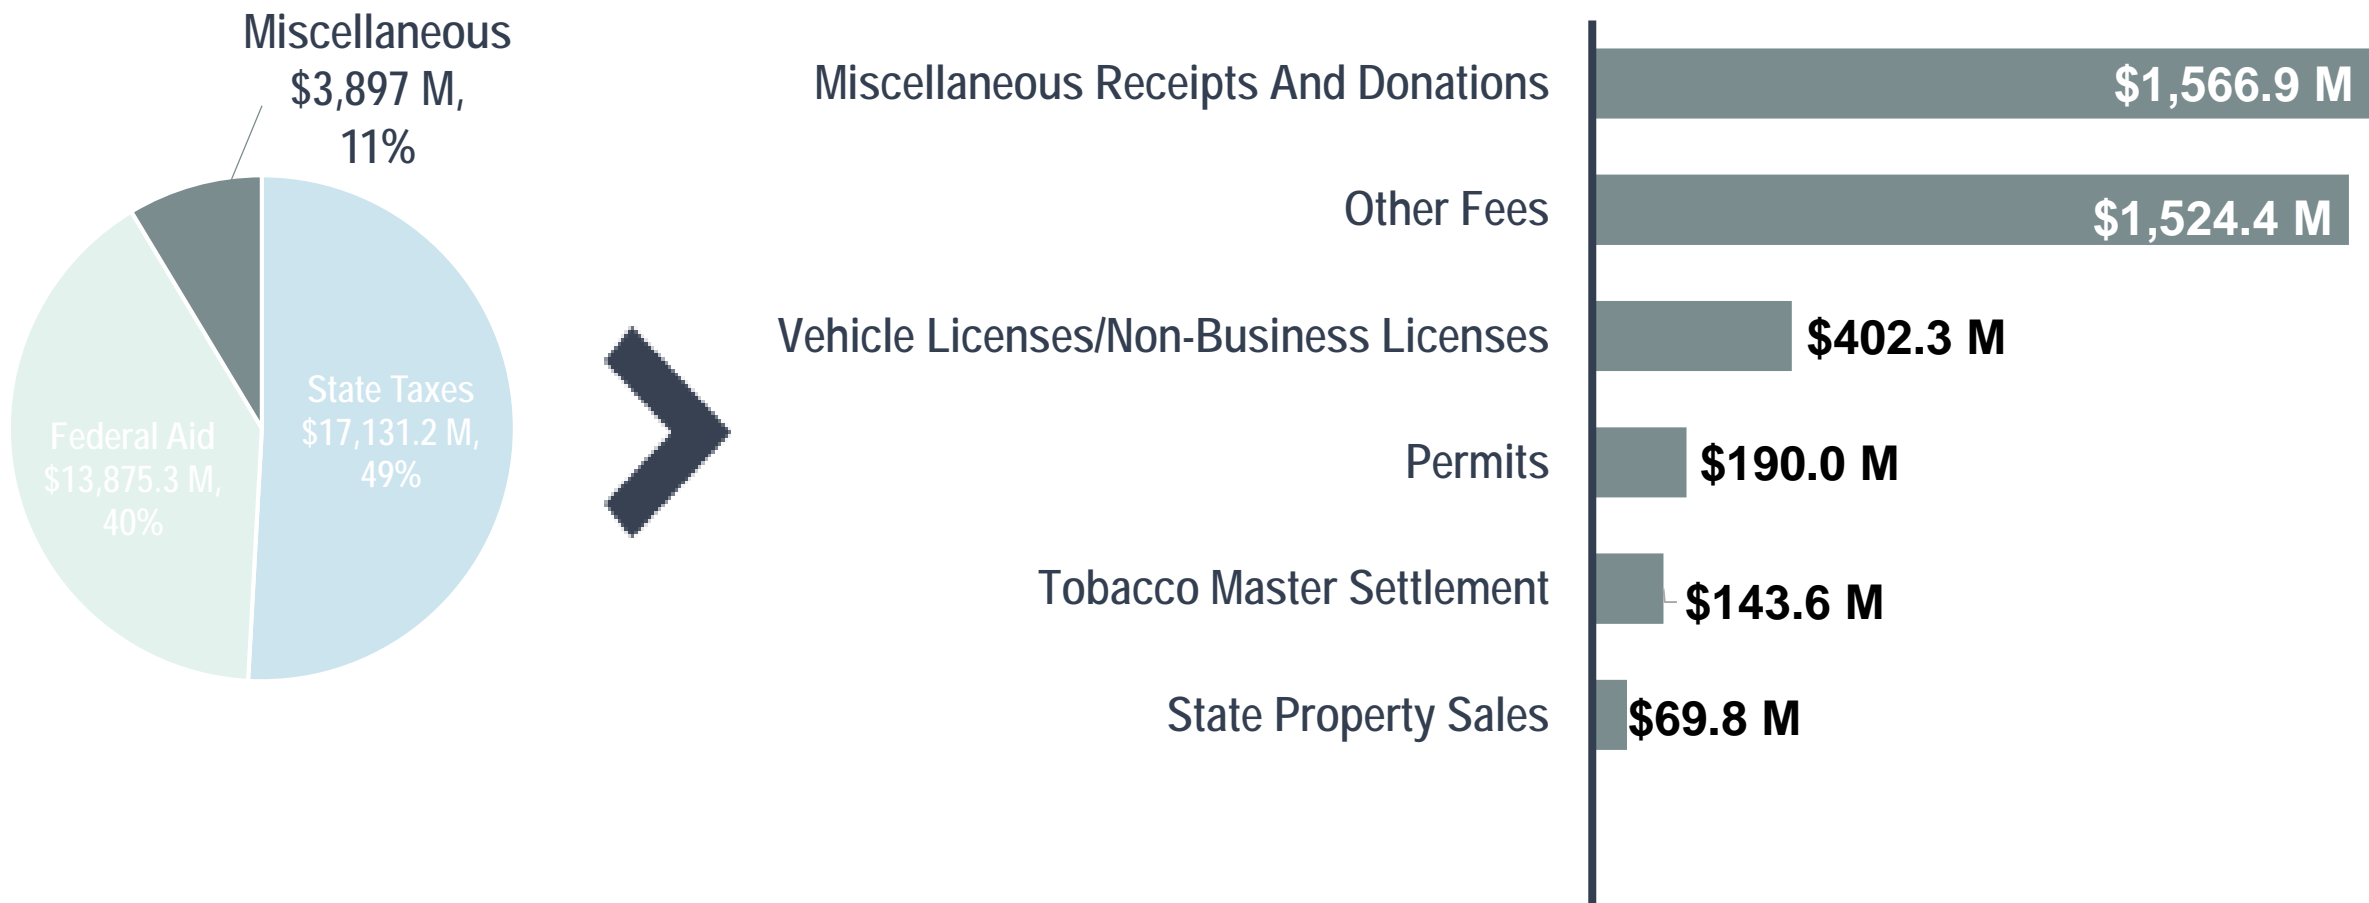 Miscellaneous
$3,897 M,
11%
State Taxes
$17,131.2 M,
49%
Federal Aid
$13,875.3 M,
40%
Miscellaneous Receipts And Donations
$1,566.9 M
Other Fees
$1,524.4 M
Vehicle Licenses/Non-Business Licenses
$402.3 M
Permits
$190.0 M
Tobacco Master Settlement
$143.6 M
State Property Sales
$69.8 M